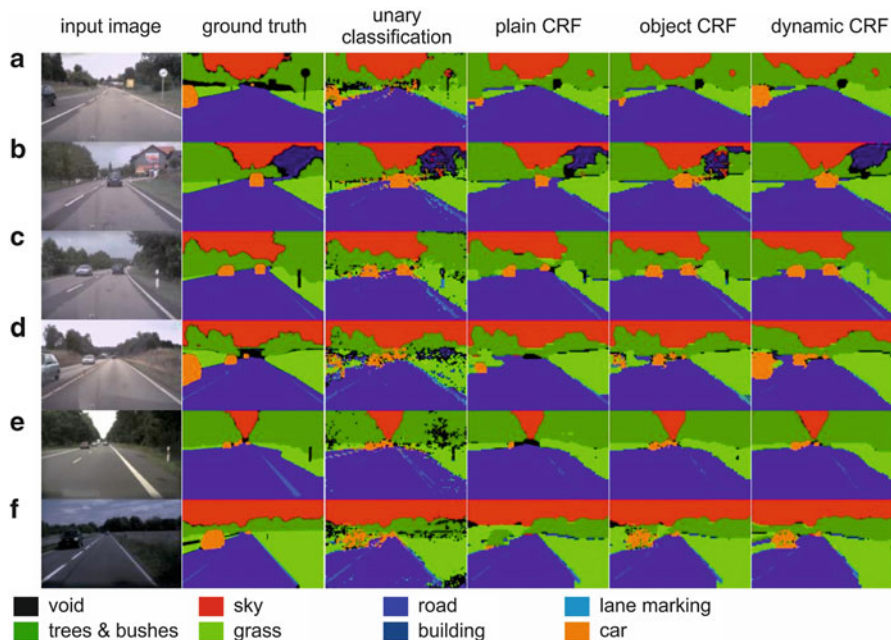 input image ground truth unary classification plain CRF object CRF dynamic CRF
a
b
c
d
e
f
void sky road lane marking
trees & bushes grass building car